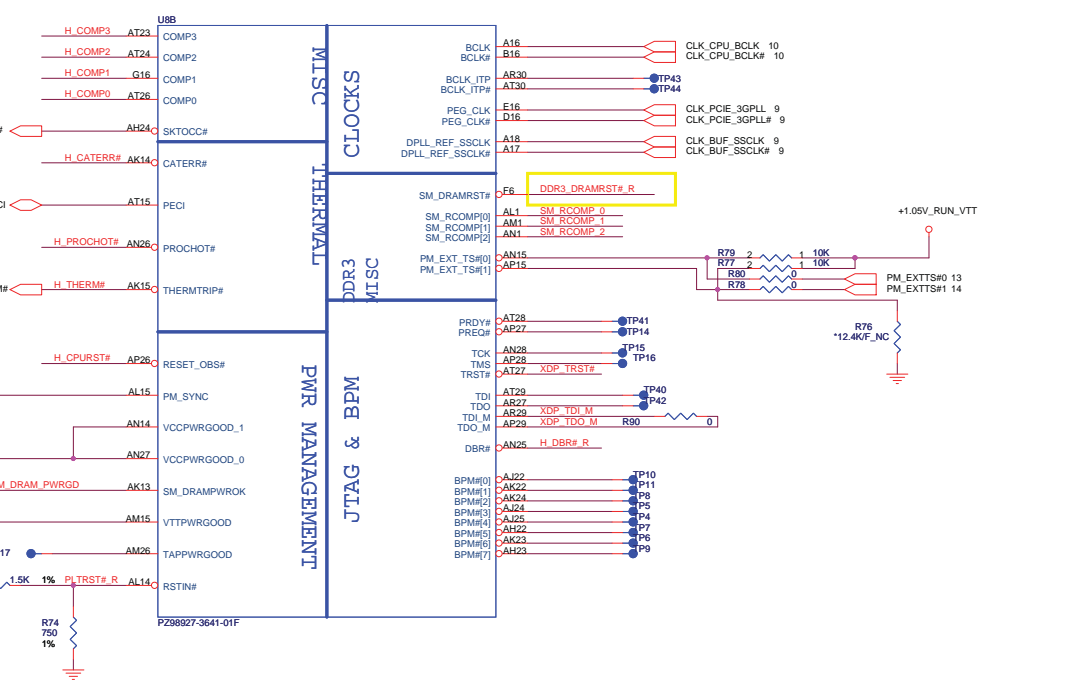 U8B
H_COMP3 AT23 COMP3
H_COMP2 AT24 COMP2
H_COMP1 G16 COMP1
H_COMP0 AT26 COMP0
AH24 SKTOCC#
H_CATERR# AK14 CATERR#
AT15 PECI
H_PROCHOT# AN26 PROCHOT#
H_THERM# AK15 THERMTRIP#
H_CPURST# AP26 RESET_OBS#
AL15 PM_SYNC
AN14 VCCPWRGOOD_1
AN27 VCCPWRGOOD_0
M_DRAM_PWRGD AK13 SM_DRAMPWROK
AM15 VTTPWRGOOD
17 AM26 TAPPWRGOOD
1.5K 1% PLTRST#_R AL14 RSTIN#
R74
750
1%
PZ98927-3641-01F
MISC
THERMAL
PWR MANAGEMENT
CLOCKS
DDR3
MISC
JTAG & BPM
BCLK A16 CLK_CPU_BCLK 10
BCLK# B16 CLK_CPU_BCLK# 10
BCLK_ITP AR30 TP43
BCLK_ITP# AT30 TP44
PEG_CLK E16 CLK_PCIE_3GPLL 9
PEG_CLK# D16 CLK_PCIE_3GPLL# 9
DPLL_REF_SSCLK A18 CLK_BUF_SSCLK 9
DPLL_REF_SSCLK# A17 CLK_BUF_SSCLK# 9
SM_DRAMRST# F6 DDR3_DRAMRST#_R
SM_RCOMP[0] AL1 SM_RCOMP_0
SM_RCOMP[1] AM1 SM_RCOMP_1
SM_RCOMP[2] AN1 SM_RCOMP_2
+1.05V_RUN_VTT
PM_EXT_TS#[0] AN15
PM_EXT_TS#[1] AP15
R79 2 1 10K
R77 2 1 10K
R80 0 PM_EXTTS#0 13
R78 0 PM_EXTTS#1 14
R76
*12.4K/F_NC
PRDY# AT28 TP41
PREQ# AP27 TP14
TCK AN28 TP15
TMS AP28 TP16
TRST# AT27 XDP_TRST#
TDI AT29 TP40
TDO AR27 TP42
TDI_M AR29 XDP_TDI_M
TDO_M AP29 XDP_TDO_M R90 0
DBR# AN25 H_DBR#_R
BPM#[0] AJ22 TP10
BPM#[1] AK22 TP11
BPM#[2] AK24 TP8
BPM#[3] AJ24 TP5
BPM#[4] AJ25 TP4
BPM#[5] AH22 TP7
BPM#[6] AK23 TP6
BPM#[7] AH23 TP9